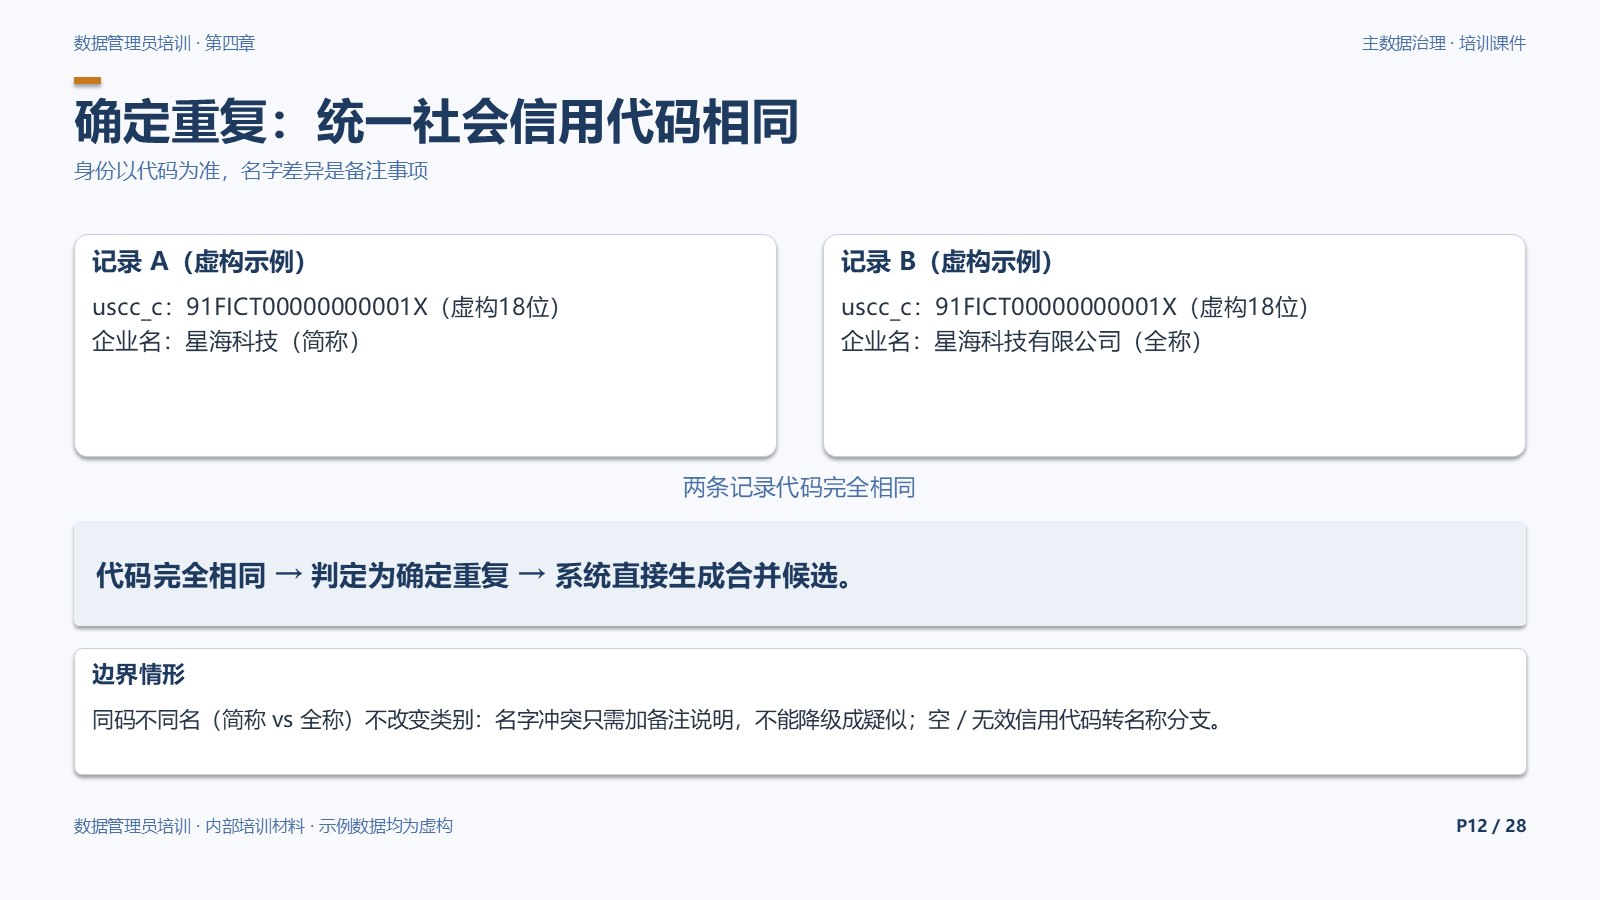 数据管理员培训 · 第四章
主数据治理 · 培训课件
确定重复：统一社会信用代码相同
身份以代码为准，名字差异是备注事项
记录 A（虚构示例）
uscc_c：91FICT00000000001X（虚构18位）
企业名：星海科技（简称）
记录 B（虚构示例）
uscc_c：91FICT00000000001X（虚构18位）
企业名：星海科技有限公司（全称）
两条记录代码完全相同
代码完全相同 → 判定为确定重复 → 系统直接生成合并候选。
边界情形
同码不同名（简称 vs 全称）不改变类别：名字冲突只需加备注说明，不能降级成疑似；空 / 无效信用代码转名称分支。
数据管理员培训 · 内部培训材料 · 示例数据均为虚构
P12 / 28